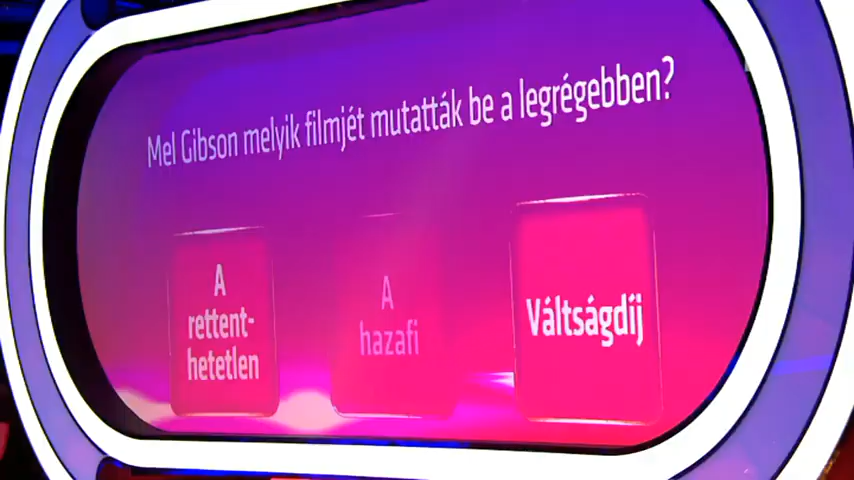 Mel Gibson melyik filmjét mutatták be a legrégebben?
A
rettent-
hetetlen
A
hazafi
Váltságdíj